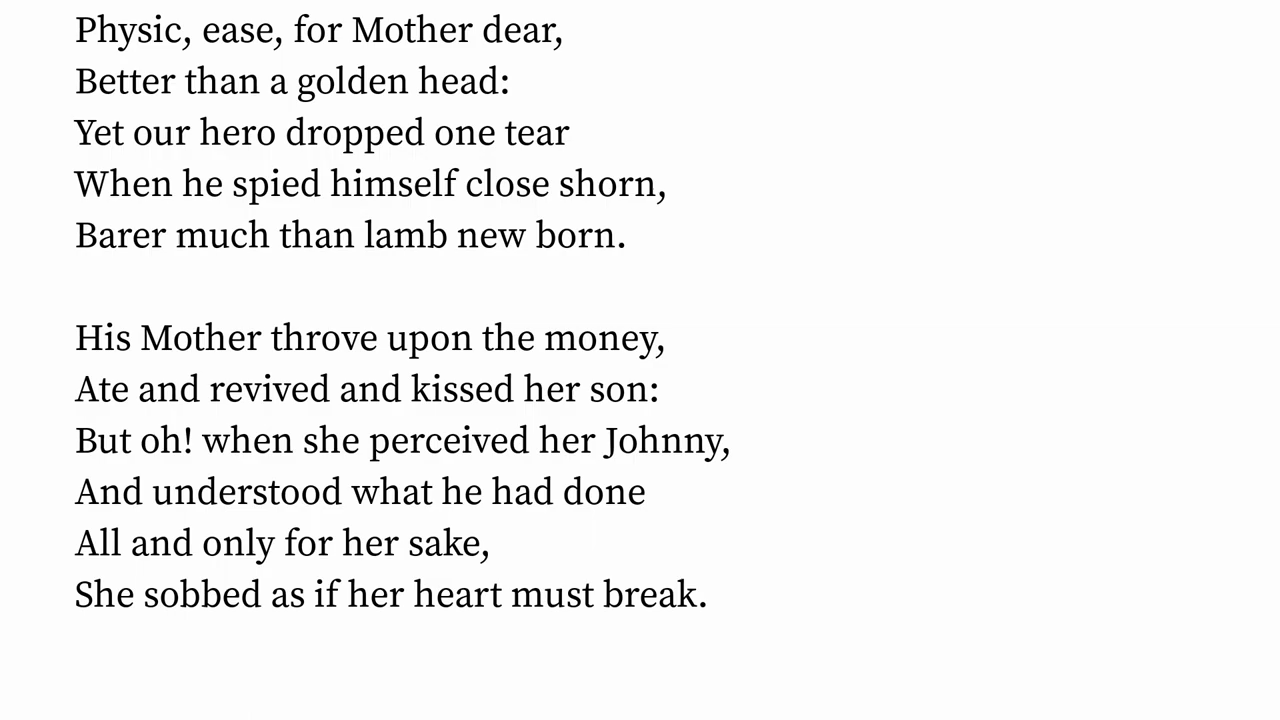 Physic, ease, for Mother dear,
Better than a golden head:
Yet our hero dropped one tear
When he spied himself close shorn,
Barer much than lamb new born.

His Mother throve upon the money,
Ate and revived and kissed her son:
But oh! when she perceived her Johnny,
And understood what he had done
All and only for her sake,
She sobbed as if her heart must break.